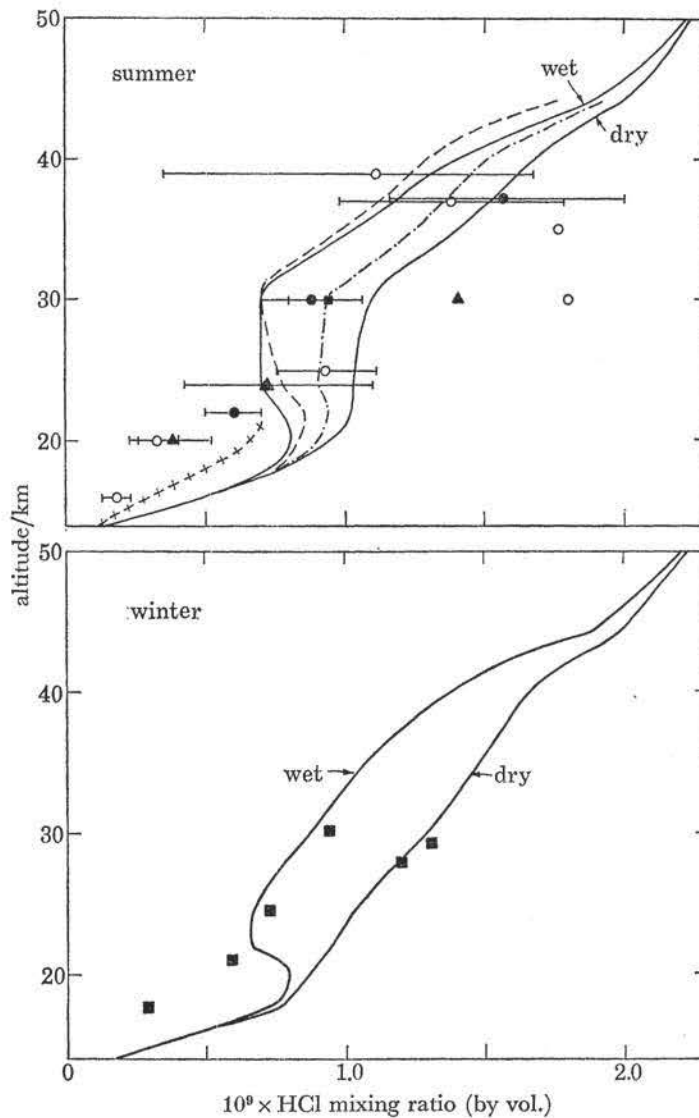 50
summer
wet
dry
40
30
20
altitude/km
50
winter
40
wet
dry
30
20
0
1.0
2.0
10⁹ × HCl mixing ratio (by vol.)